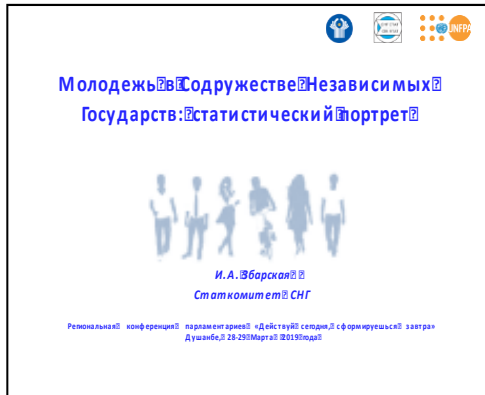 UNFPA
Молодежь в Содружестве Независимых
Государств: статистический портрет
И.А. Збарская
Статкомитет СНГ
Региональная конференция парламентариев «Действуй сегодня, сформируешься завтра»
Душанбе, 28-29 Марта 2019 года